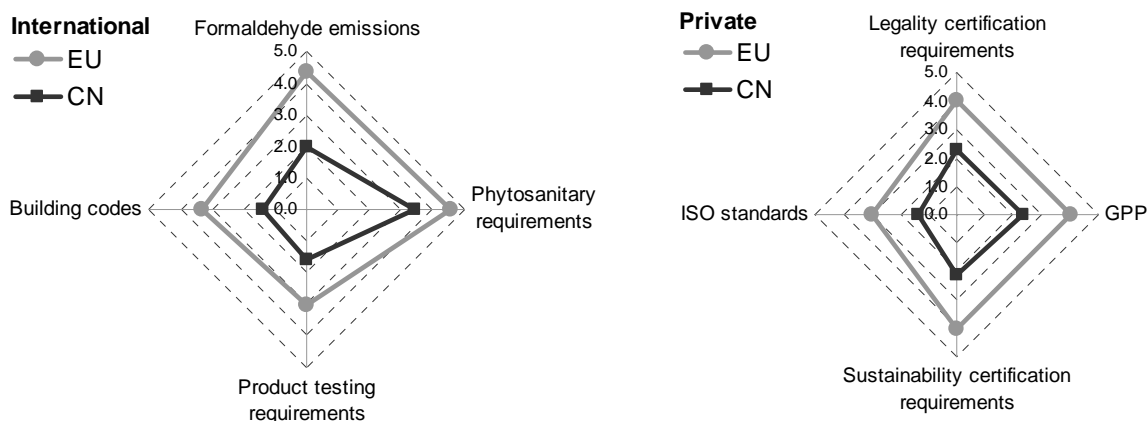 International
EU
CN
Formaldehyde emissions
5.0
4.0
3.0
2.0
1.0
0.0
Phytosanitary
requirements
Building codes
Product testing
requirements
Private
EU
CN
Legality certification
requirements
5.0
4.0
3.0
2.0
1.0
0.0
GPP
ISO standards
Sustainability certification
requirements